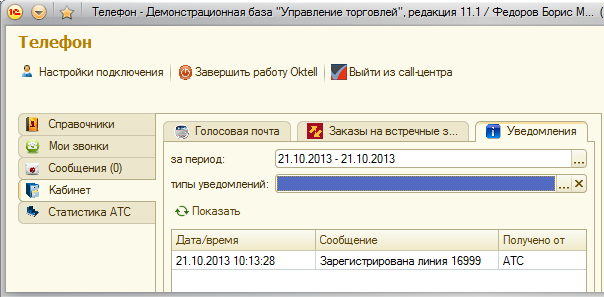 Телефон - Демонстрационная база "Управление торговлей", редакция 11.1 / Федоров Борис М... (
Телефон
Настройки подключения Завершить работу Oktell Выйти из call-центра
Справочники
Мои звонки
Сообщения (0)
Кабинет
Статистика АТС
Голосовая почта Заказы на встречные з... Уведомления
за период: 21.10.2013 - 21.10.2013 ...
типы уведомлений: ... ×
Показать
Дата/время Сообщение Получено от
21.10.2013 10:13:28 Зарегистрирована линия 16999 АТС